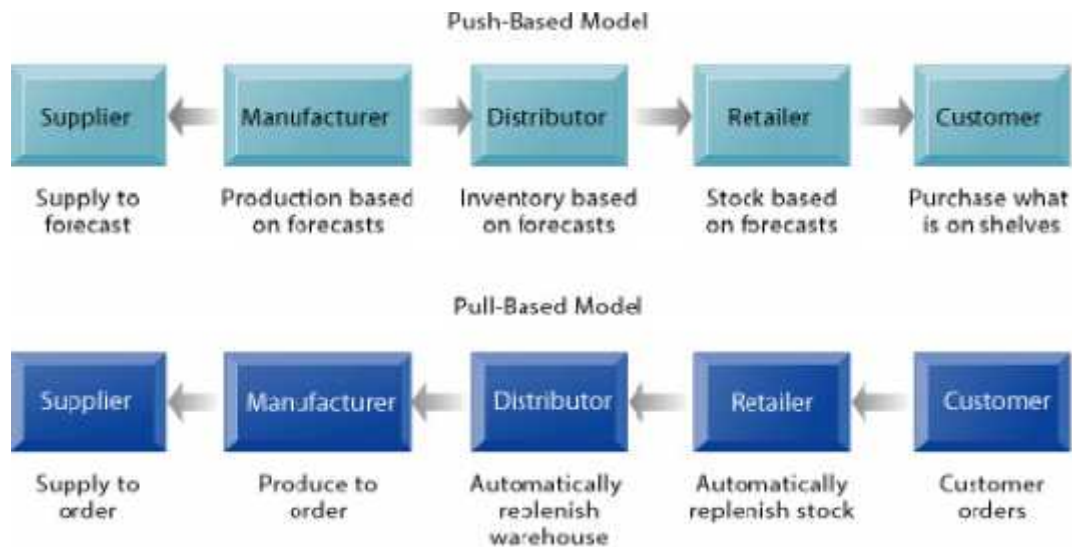 Push-Based Model
Supplier
Manufacturer
Distributor
Retailer
Customer
Supply to
forecast
Production based
on forecasts
Inventory based
on forecasts
Stock based
on forecasts
Purchase what
is on shelves
Pull-Based Model
Supplier
Manufacturer
Distributor
Retailer
Customer
Supply to
order
Produce to
order
Automatically
replenish
warehouse
Automatically
replenish stock
Customer
orders